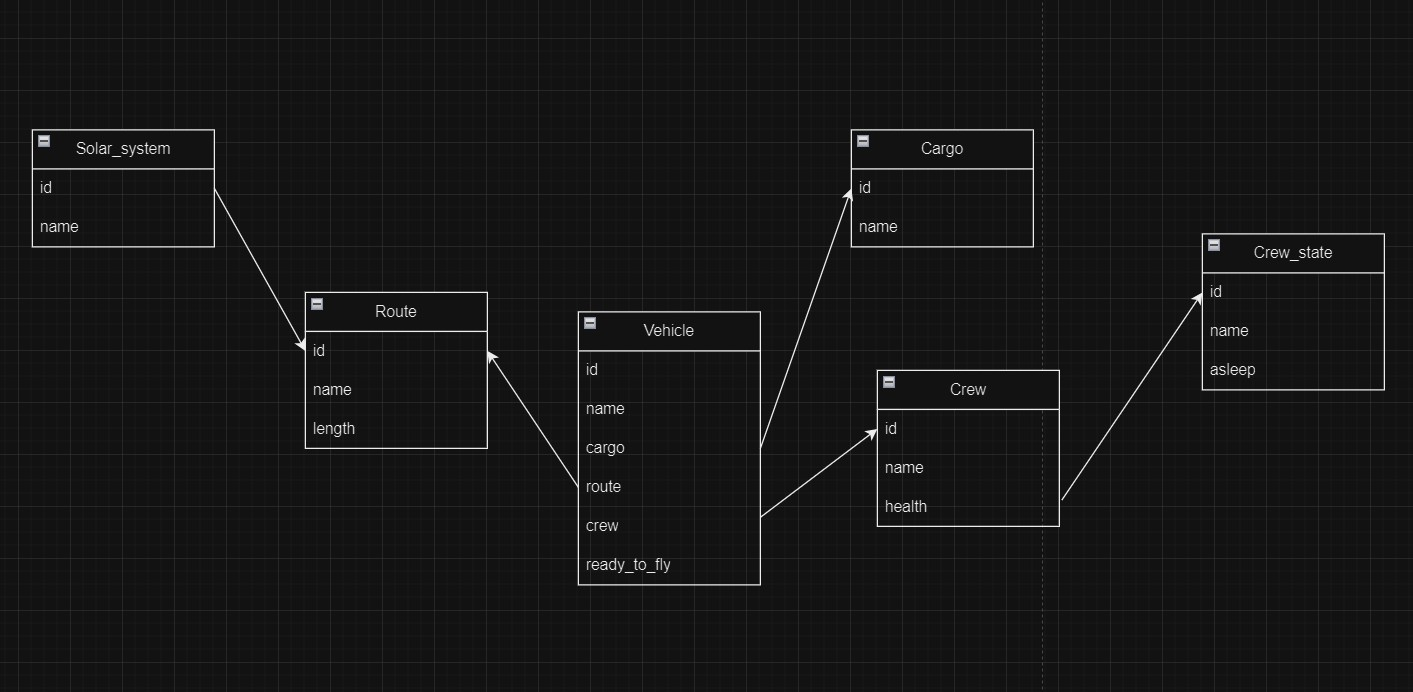 Solar_system
id
name
Route
id
name
length
Vehicle
id
name
cargo
route
crew
ready_to_fly
Cargo
id
name
Crew
id
name
health
Crew_state
id
name
asleep